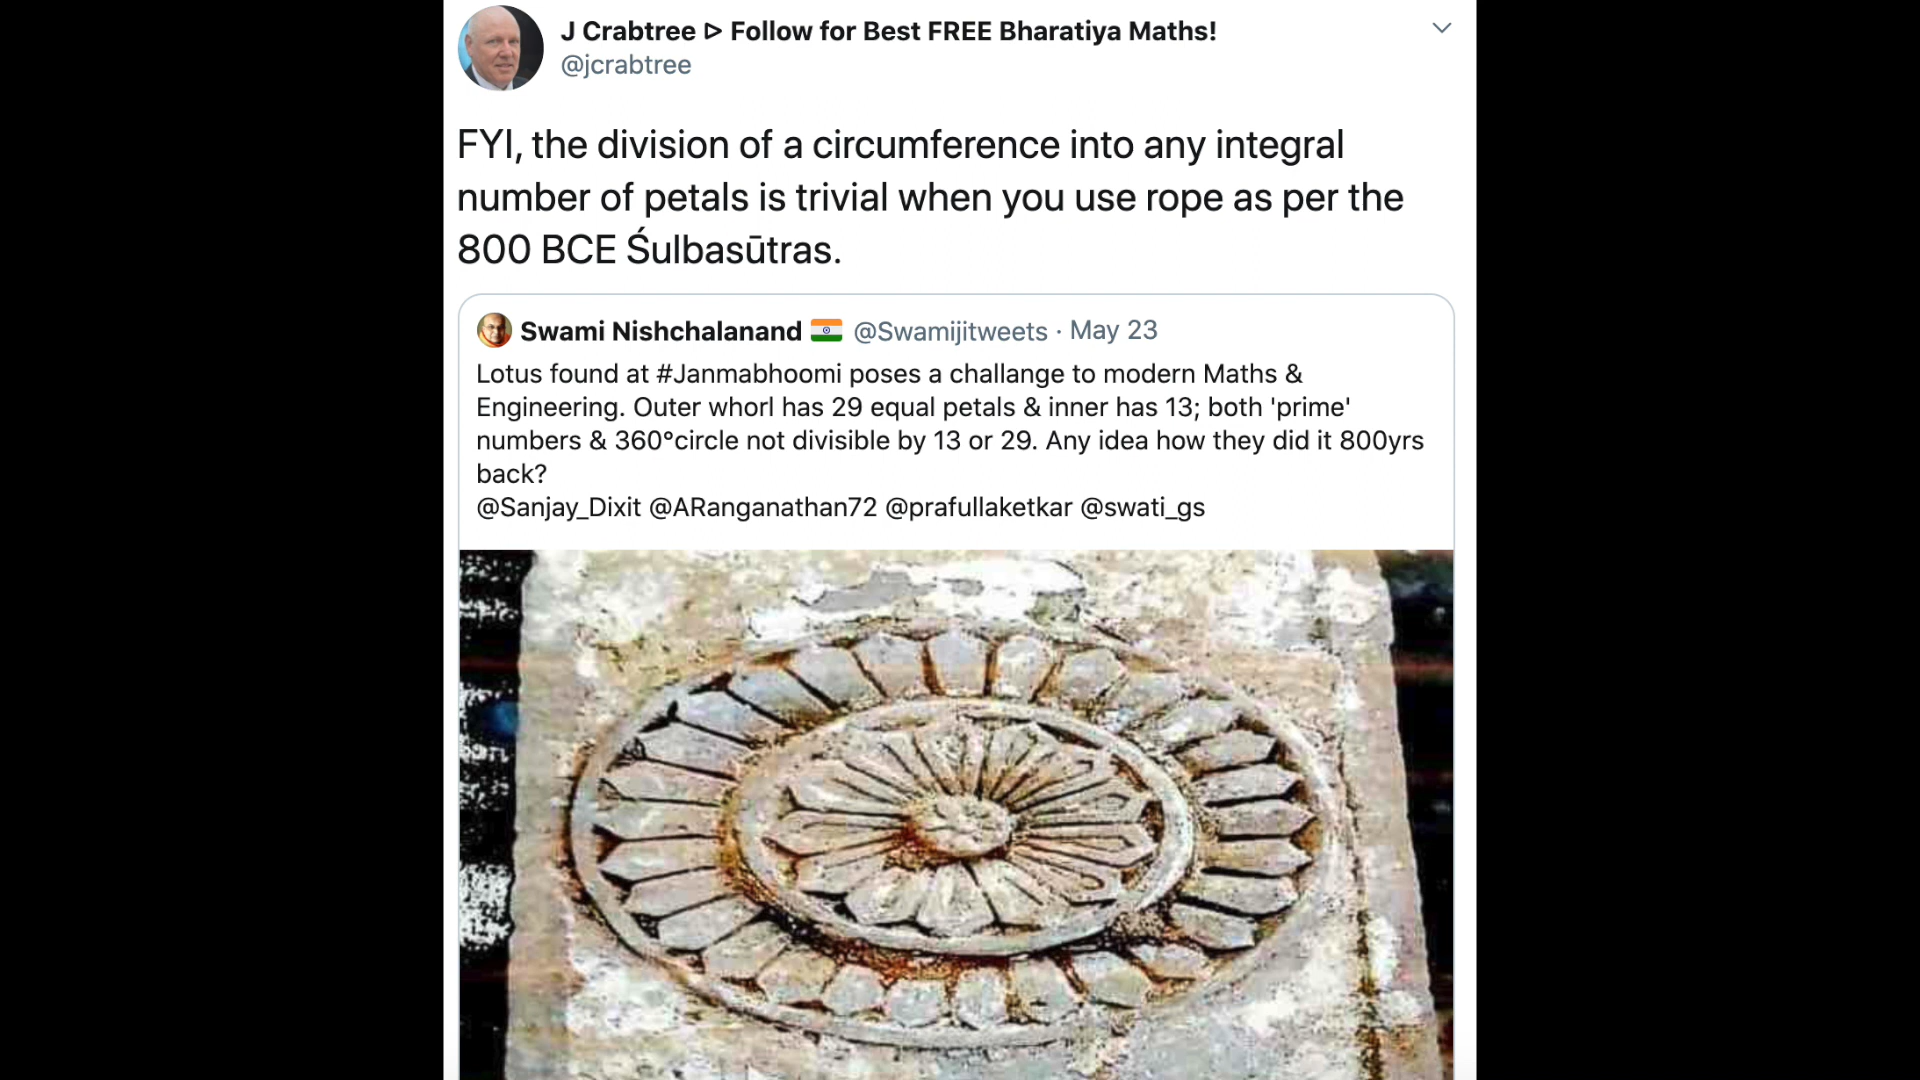 J Crabtree ᐅ Follow for Best FREE Bharatiya Maths!
@jcrabtree
FYI, the division of a circumference into any integral
number of petals is trivial when you use rope as per the
800 BCE Śulbasūtras.
Swami Nishchalanand 🇮🇳 @Swamijitweets · May 23
Lotus found at #Janmabhoomi poses a challange to modern Maths &
Engineering. Outer whorl has 29 equal petals & inner has 13; both 'prime'
numbers & 360°circle not divisible by 13 or 29. Any idea how they did it 800yrs
back?
@Sanjay_Dixit @ARanganathan72 @prafullaketkar @swati_gs